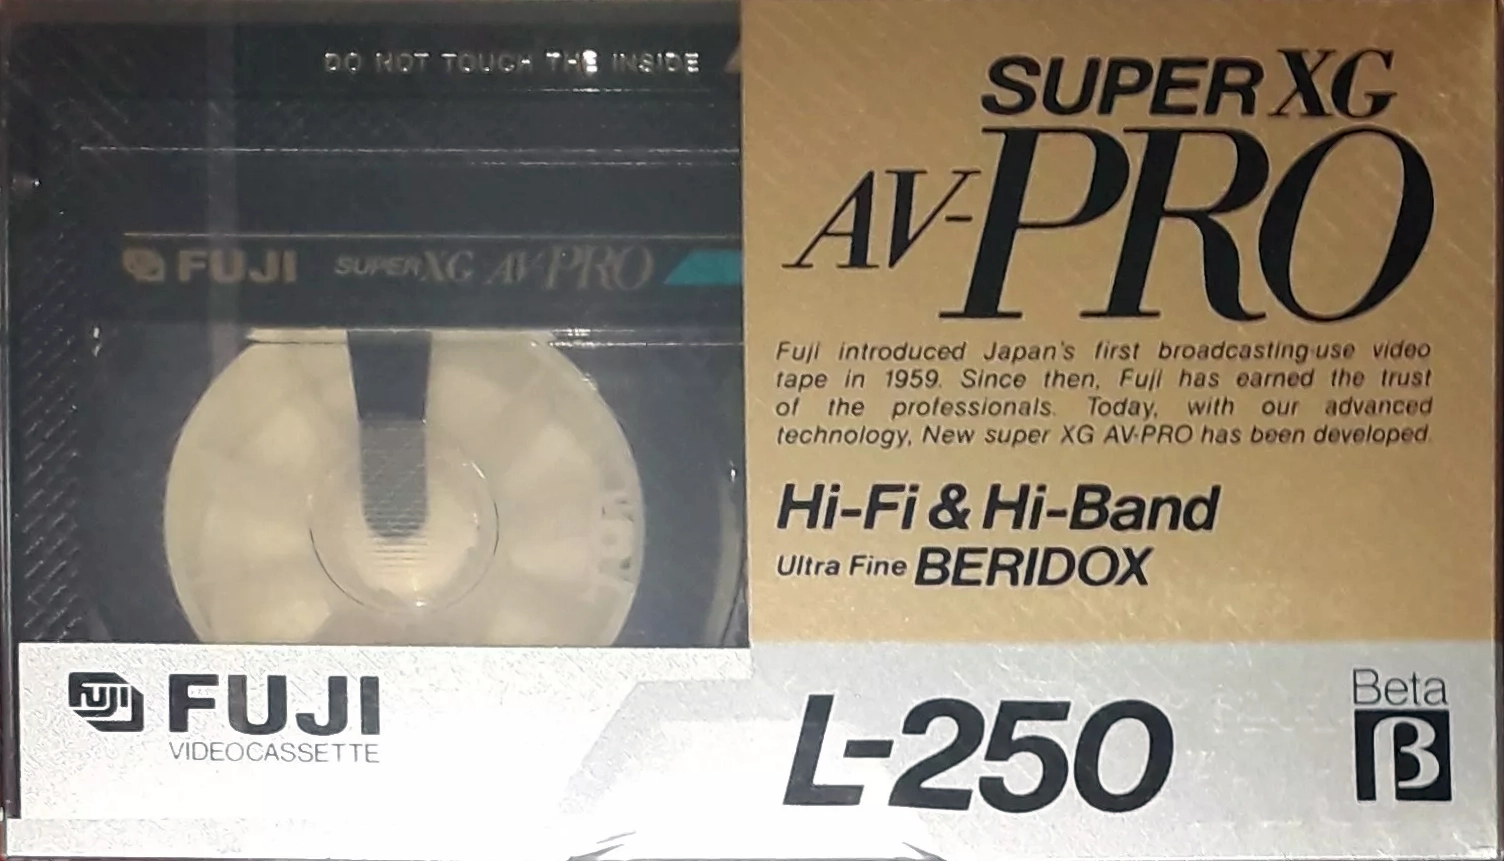 DO NOT TOUCH THE INSIDE
FUJI SUPER XG AV-PRO
SUPER XG
AV-PRO
Fuji introduced Japan's first broadcasting-use video
tape in 1959. Since then, Fuji has earned the trust
of the professionals. Today, with our advanced
technology, New super XG AV-PRO has been developed.
Hi-Fi & Hi-Band
Ultra Fine BERIDOX
FUJI FUJI
VIDEOCASSETTE
L-250
Beta
β